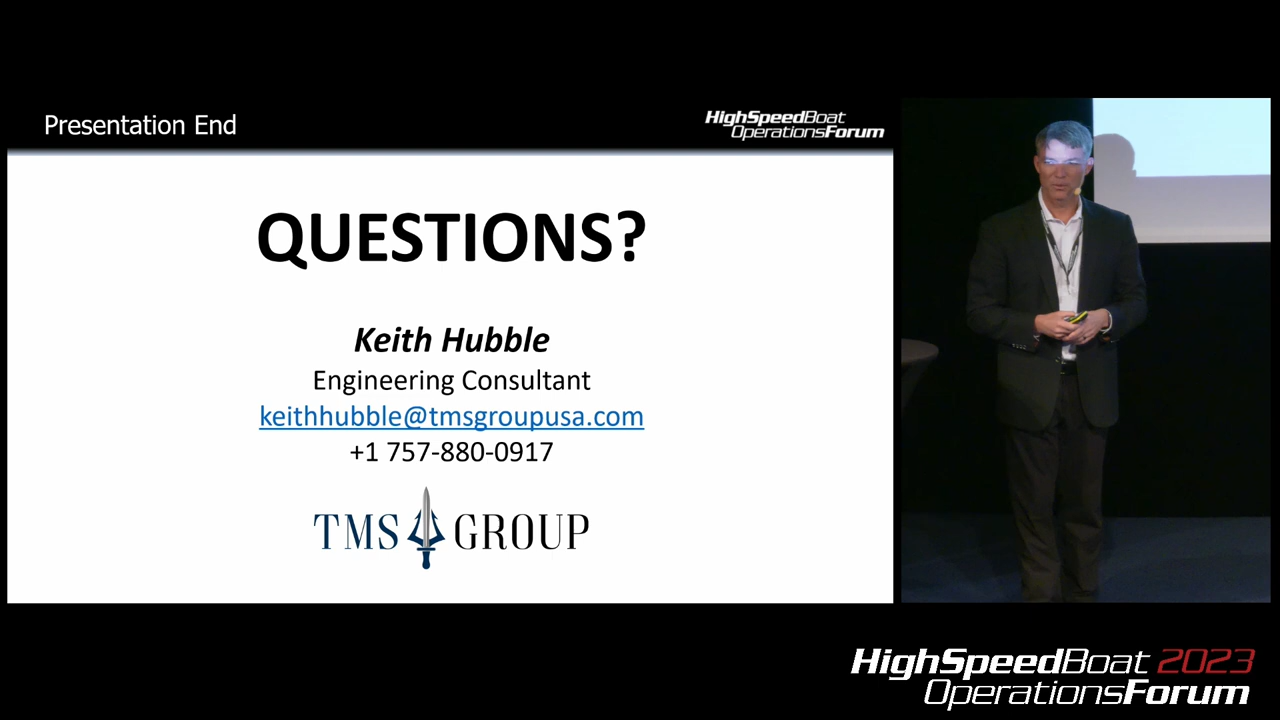 Presentation End
HighSpeedBoat
OperationsForum
QUESTIONS?
Keith Hubble
Engineering Consultant
keithhubble@tmsgroupusa.com
+1 757-880-0917
TMS GROUP
HighSpeedBoat 2023
OperationsForum